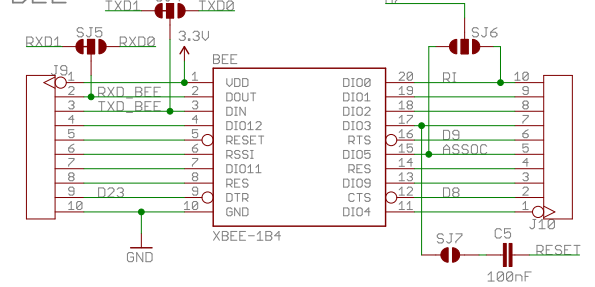 TXD1 TXD0
RXD1 SJ5 RXD0
3.3V
SJ6
J9 BEE
1 1 VDD DIO0 20 RI 10
2 RXD_BEE 2 DOUT DIO1 19 9
3 TXD_BEE 3 DIN DIO2 18 8
4 4 DIO12 DIO3 17 7
5 5 RESET RTS 16 D9 6
6 6 RSSI DIO5 15 ASSOC 5
7 7 DIO11 RES 14 4
8 8 RES DIO9 13 3
9 D23 9 DTR CTS 12 D8 2
10 10 GND DIO4 11 1
J10
XBEE-1B4
GND
SJ7 C5 RESET
100nF